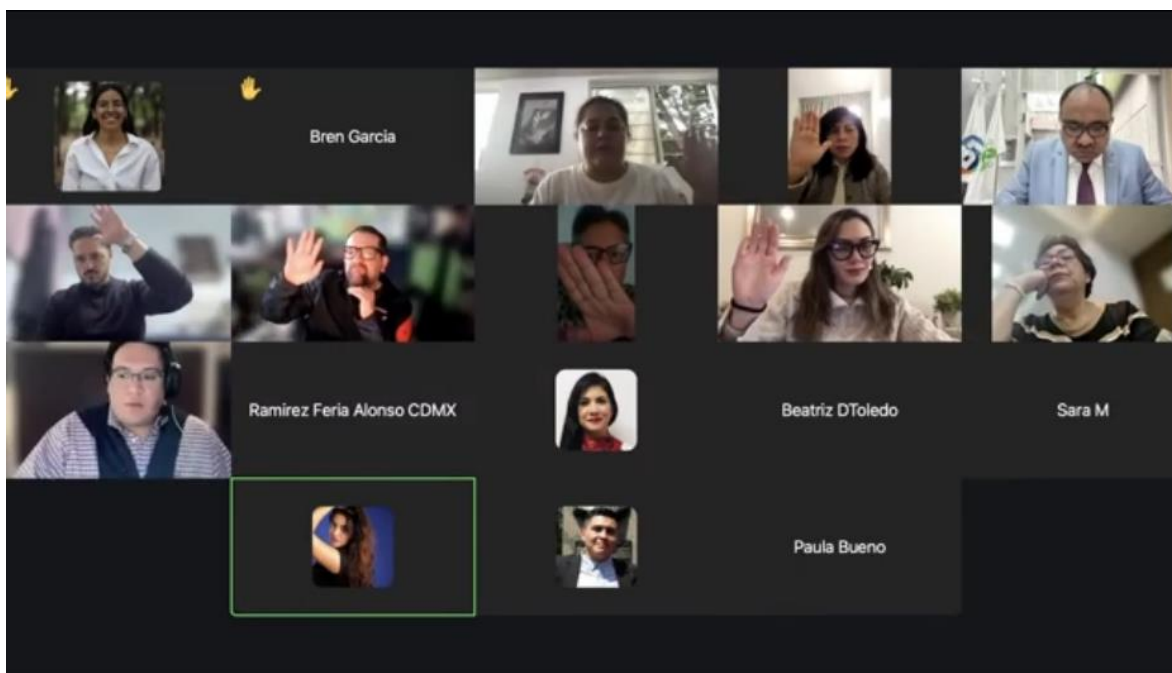 Bren Garcia
Ramirez Feria Alonso CDMX
Beatriz DToledo
Sara M
Paula Bueno